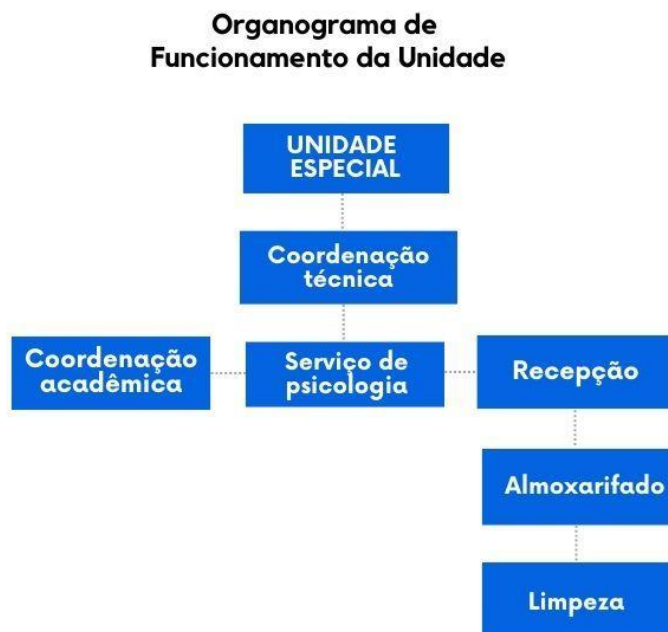 Organograma de
Funcionamento da Unidade
UNIDADE
ESPECIAL
Coordenação
técnica
Coordenação
acadêmica
Serviço de
psicologia
Recepção
Almoxarifado
Limpeza